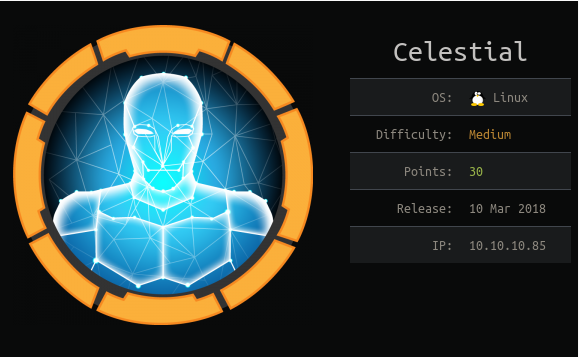 Celestial
OS: Linux
Difficulty: Medium
Points: 30
Release: 10 Mar 2018
IP: 10.10.10.85